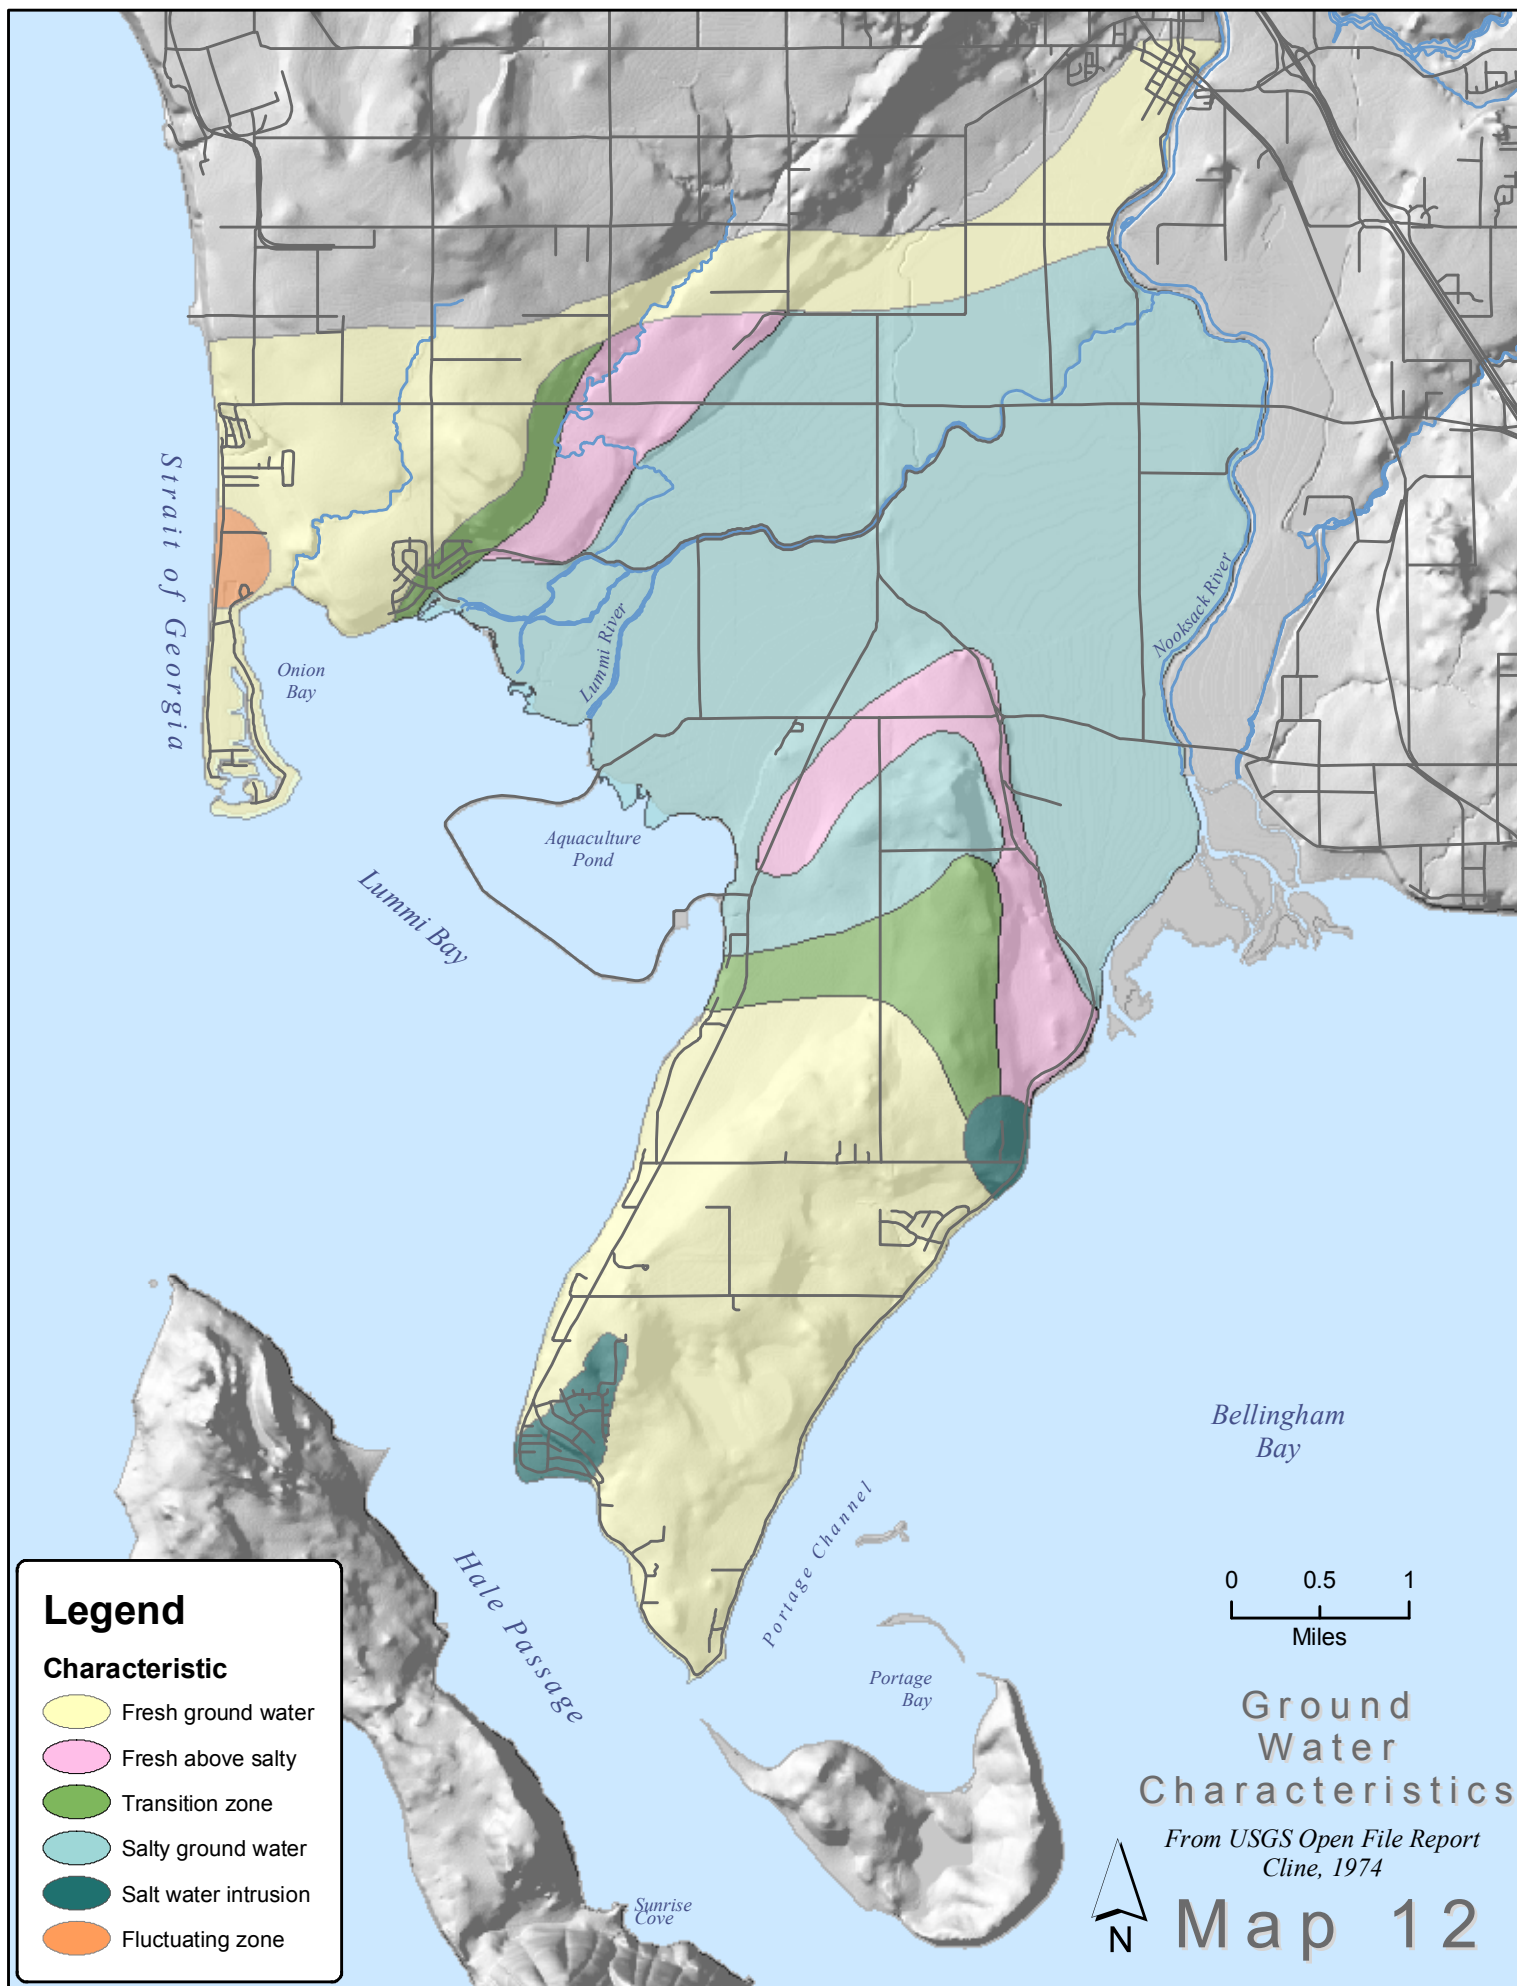 Strait of Georgia
Onion
Bay
Lummi River
Nooksack River
Aquaculture
Pond
Lummi Bay
Bellingham
Bay
Portage Channel
Hale Passage
Portage
Bay
Sunrise
Cove
Legend
Characteristic
Fresh ground water
Fresh above salty
Transition zone
Salty ground water
Salt water intrusion
Fluctuating zone
0 0.5 1
Miles
Ground
Water
Characteristics
From USGS Open File Report
Cline, 1974
N
Map 12